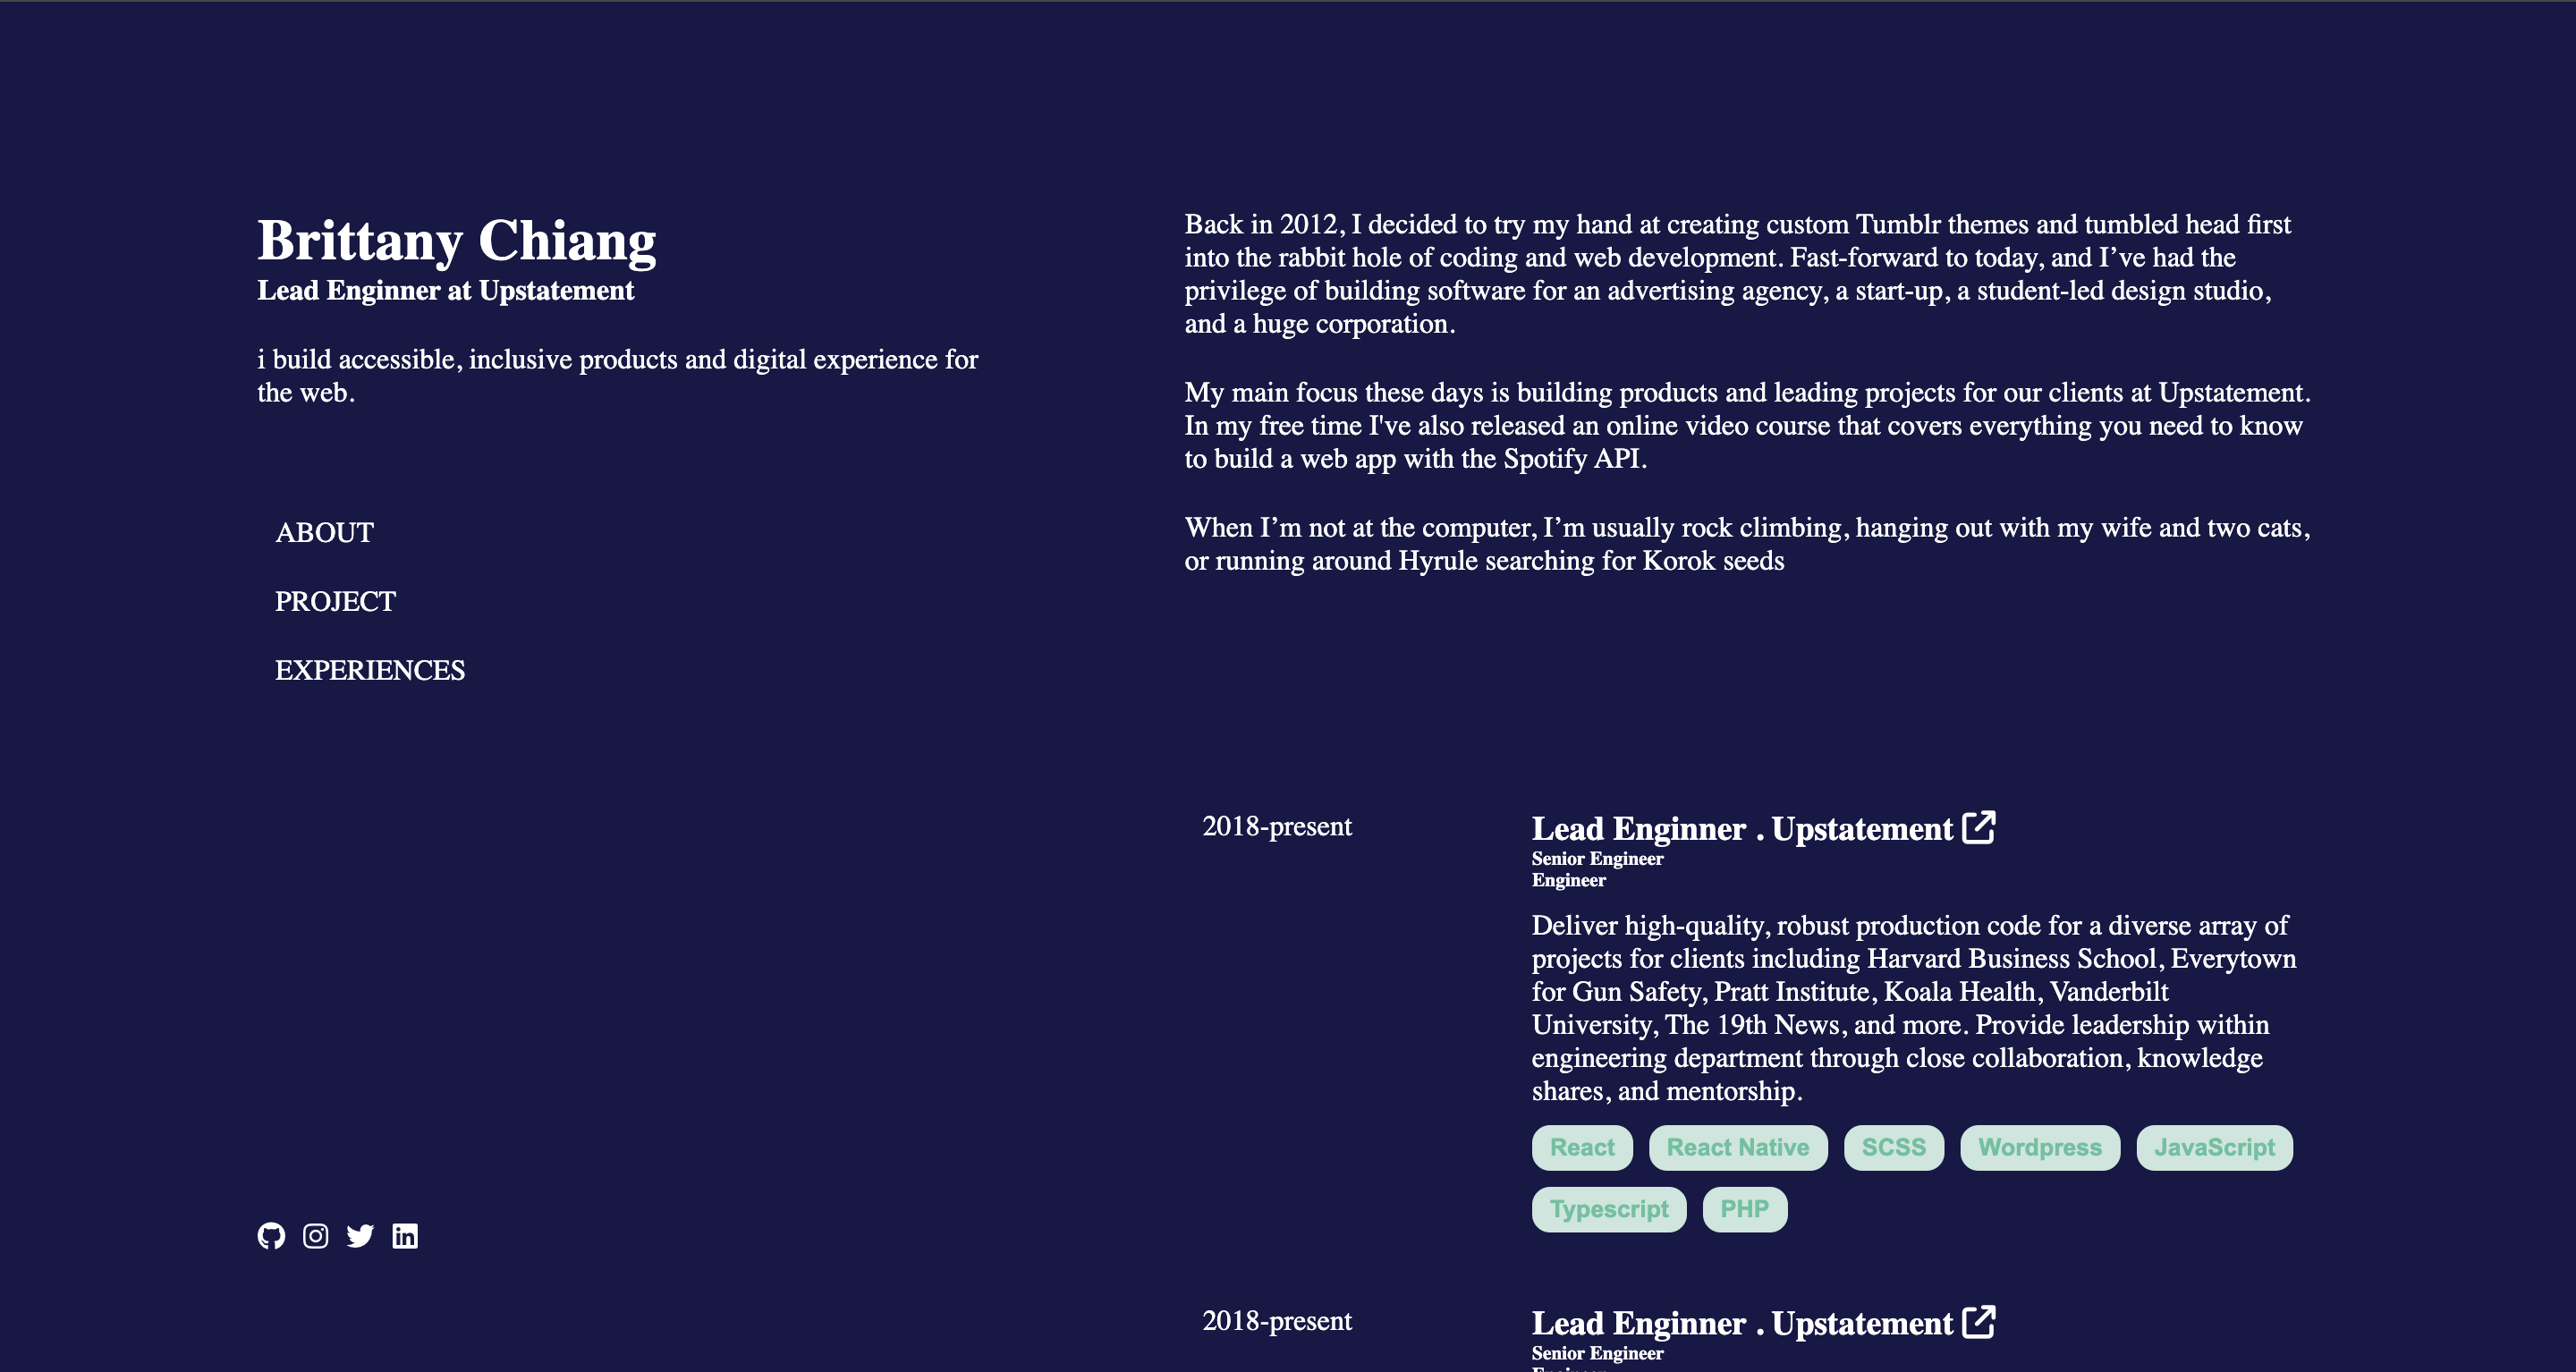 Brittany Chiang
Lead Enginner at Upstatement
i build accessible, inclusive products and digital experience for
the web.
ABOUT
PROJECT
EXPERIENCES
Back in 2012, I decided to try my hand at creating custom Tumblr themes and tumbled head first
into the rabbit hole of coding and web development. Fast-forward to today, and I’ve had the
privilege of building software for an advertising agency, a start-up, a student-led design studio,
and a huge corporation.
My main focus these days is building products and leading projects for our clients at Upstatement.
In my free time I've also released an online video course that covers everything you need to know
to build a web app with the Spotify API.
When I’m not at the computer, I’m usually rock climbing, hanging out with my wife and two cats,
or running around Hyrule searching for Korok seeds
2018-present
Lead Enginner . Upstatement
Senior Engineer
Engineer
Deliver high-quality, robust production code for a diverse array of
projects for clients including Harvard Business School, Everytown
for Gun Safety, Pratt Institute, Koala Health, Vanderbilt
University, The 19th News, and more. Provide leadership within
engineering department through close collaboration, knowledge
shares, and mentorship.
React React Native SCSS Wordpress JavaScript
Typescript PHP
in
2018-present
Lead Enginner . Upstatement
Senior Engineer